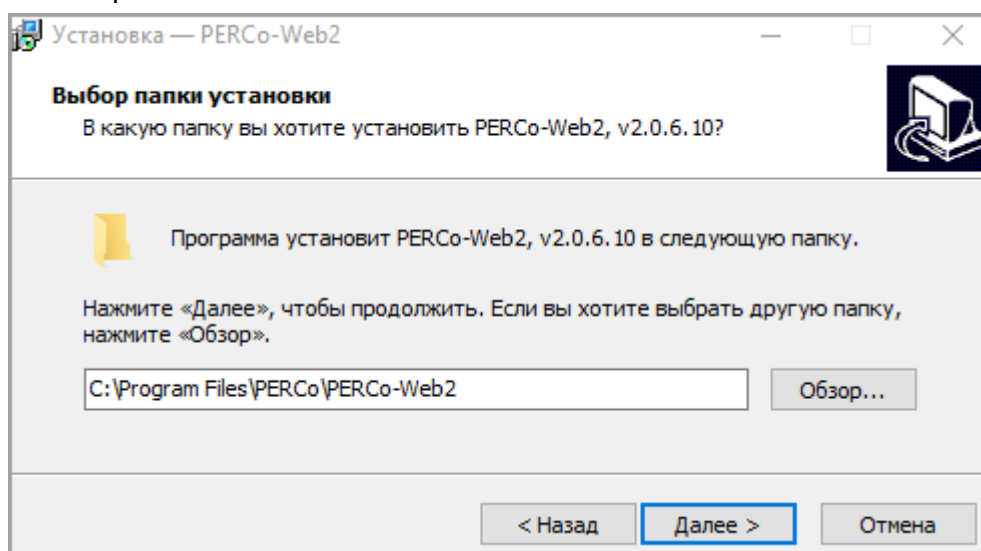 Установка — PERCo-Web2
Выбор папки установки
В какую папку вы хотите установить PERCo-Web2, v2.0.6.10?
Программа установит PERCo-Web2, v2.0.6.10 в следующую папку.
Нажмите «Далее», чтобы продолжить. Если вы хотите выбрать другую папку,
нажмите «Обзор».
C:\Program Files\PERCo\PERCo-Web2
Обзор...
< Назад
Далее >
Отмена